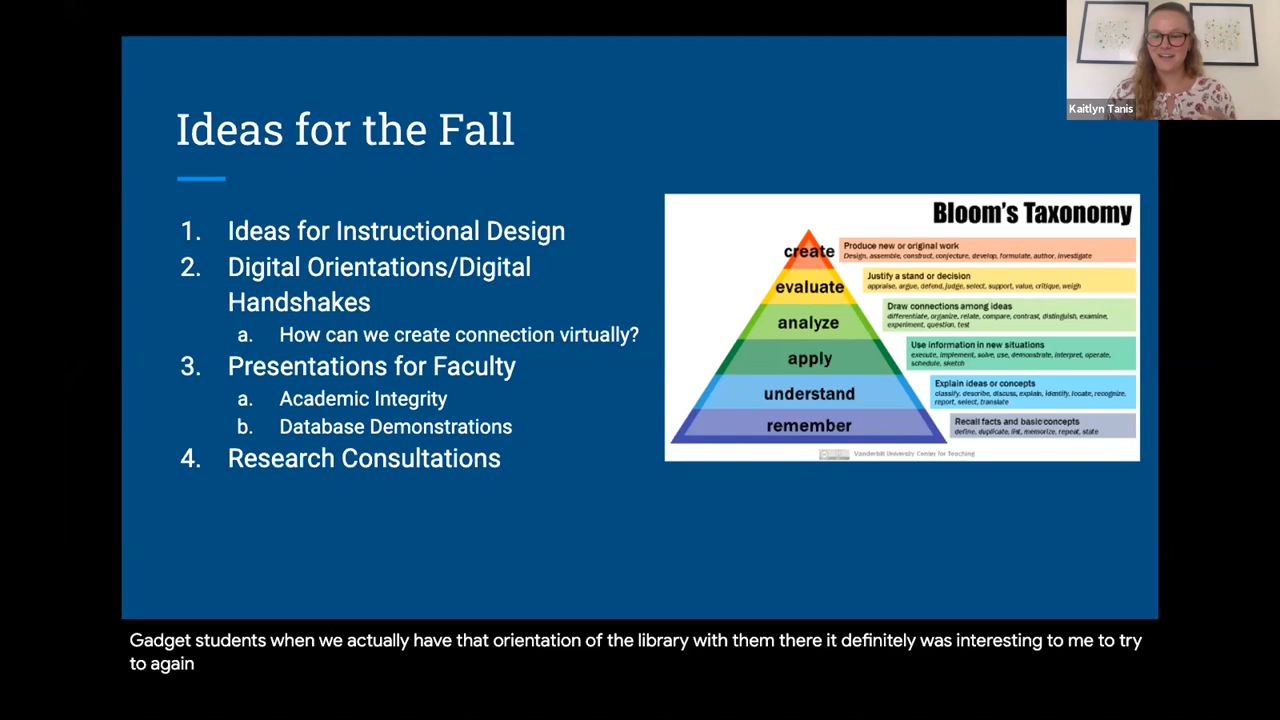 Kaitlyn Tanis
Ideas for the Fall
1. Ideas for Instructional Design
2. Digital Orientations/Digital
Handshakes
a. How can we create connection virtually?
3. Presentations for Faculty
a. Academic Integrity
b. Database Demonstrations
4. Research Consultations
Bloom's Taxonomy
create
Produce new or original work
Design, assemble, construct, conjecture, develop, formulate, author, investigate
evaluate
Justify a stand or decision
appraise, argue, defend, judge, select, support, value, critique, weigh
analyze
Draw connections among ideas
differentiate, organize, relate, compare, contrast, distinguish, examine,
experiment, question, test
apply
Use information in new situations
execute, implement, solve, use, demonstrate, interpret, operate,
schedule, sketch
understand
Explain ideas or concepts
classify, describe, discuss, explain, identify, locate, recognize,
report, select, translate
remember
Recall facts and basic concepts
define, duplicate, list, memorize, repeat, state
Vanderbilt University Center for Teaching
Gadget students when we actually have that orientation of the library with them there it definitely was interesting to me to try
to again